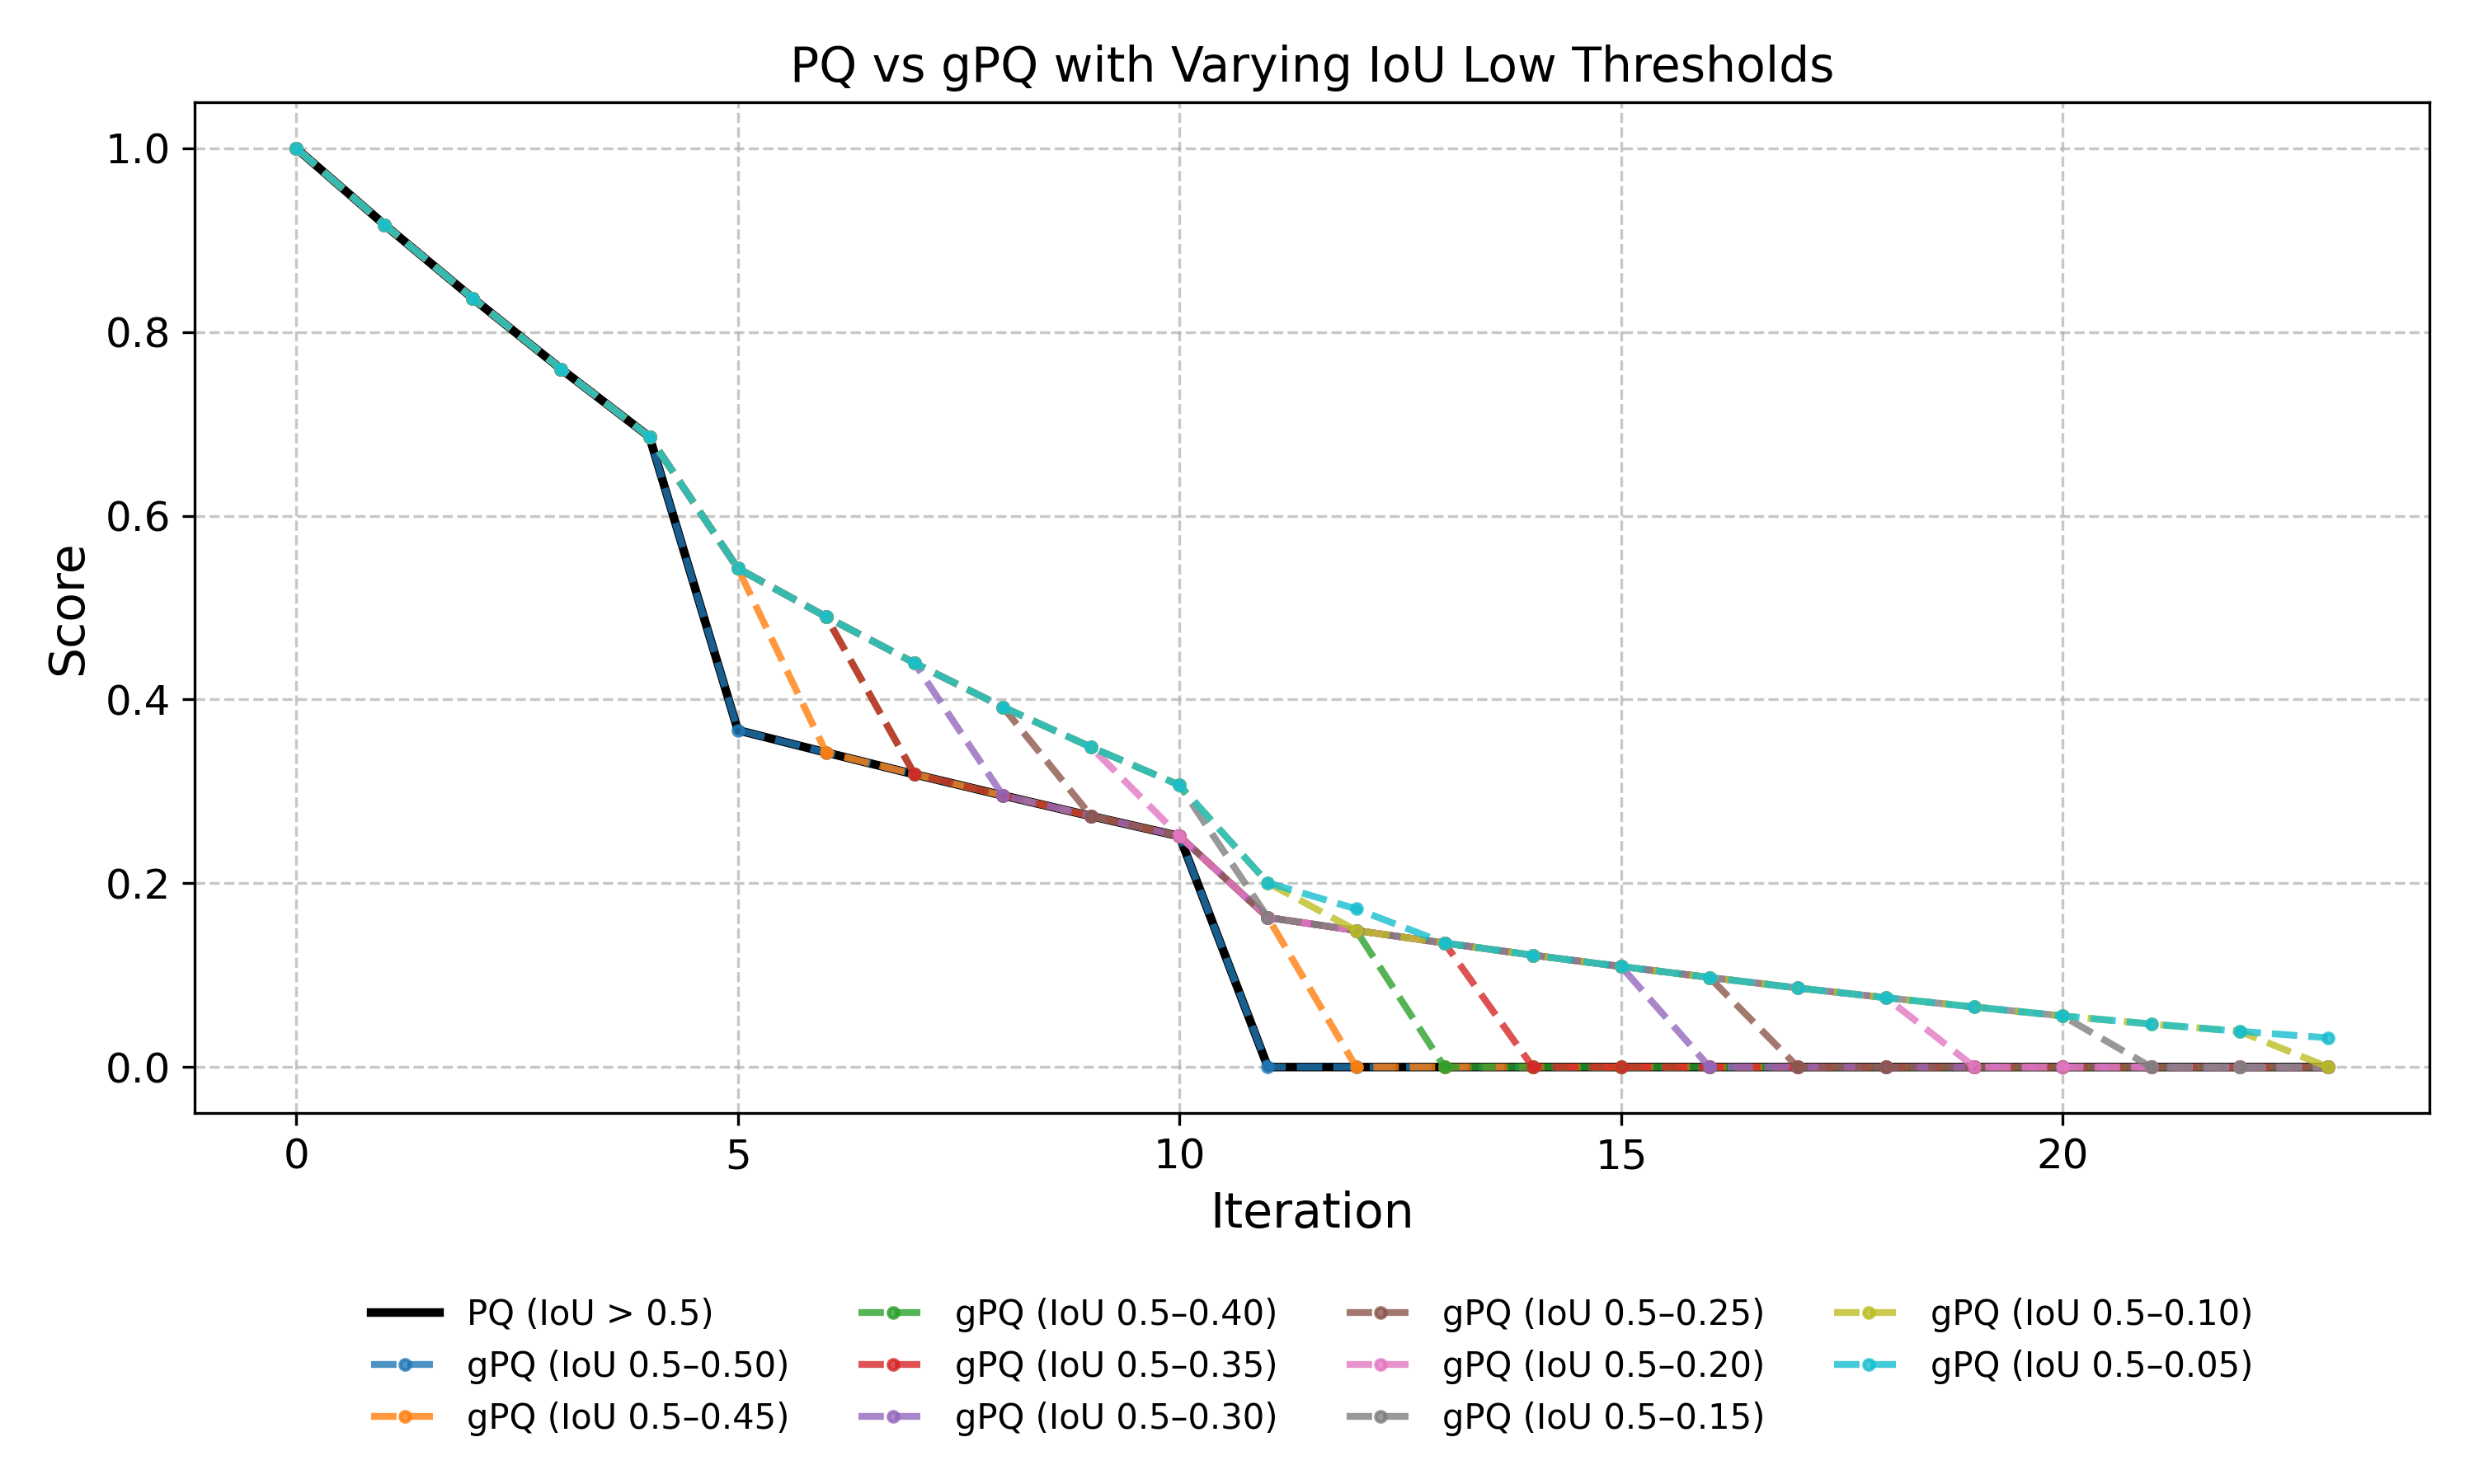 PQ vs gPQ with Varying IoU Low Thresholds
1.0
0.8
0.6
0.4
0.2
0.0
Score
0 5 10 15 20
Iteration
PQ (IoU > 0.5)
gPQ (IoU 0.5–0.50)
gPQ (IoU 0.5–0.45)
gPQ (IoU 0.5–0.40)
gPQ (IoU 0.5–0.35)
gPQ (IoU 0.5–0.30)
gPQ (IoU 0.5–0.25)
gPQ (IoU 0.5–0.20)
gPQ (IoU 0.5–0.15)
gPQ (IoU 0.5–0.10)
gPQ (IoU 0.5–0.05)